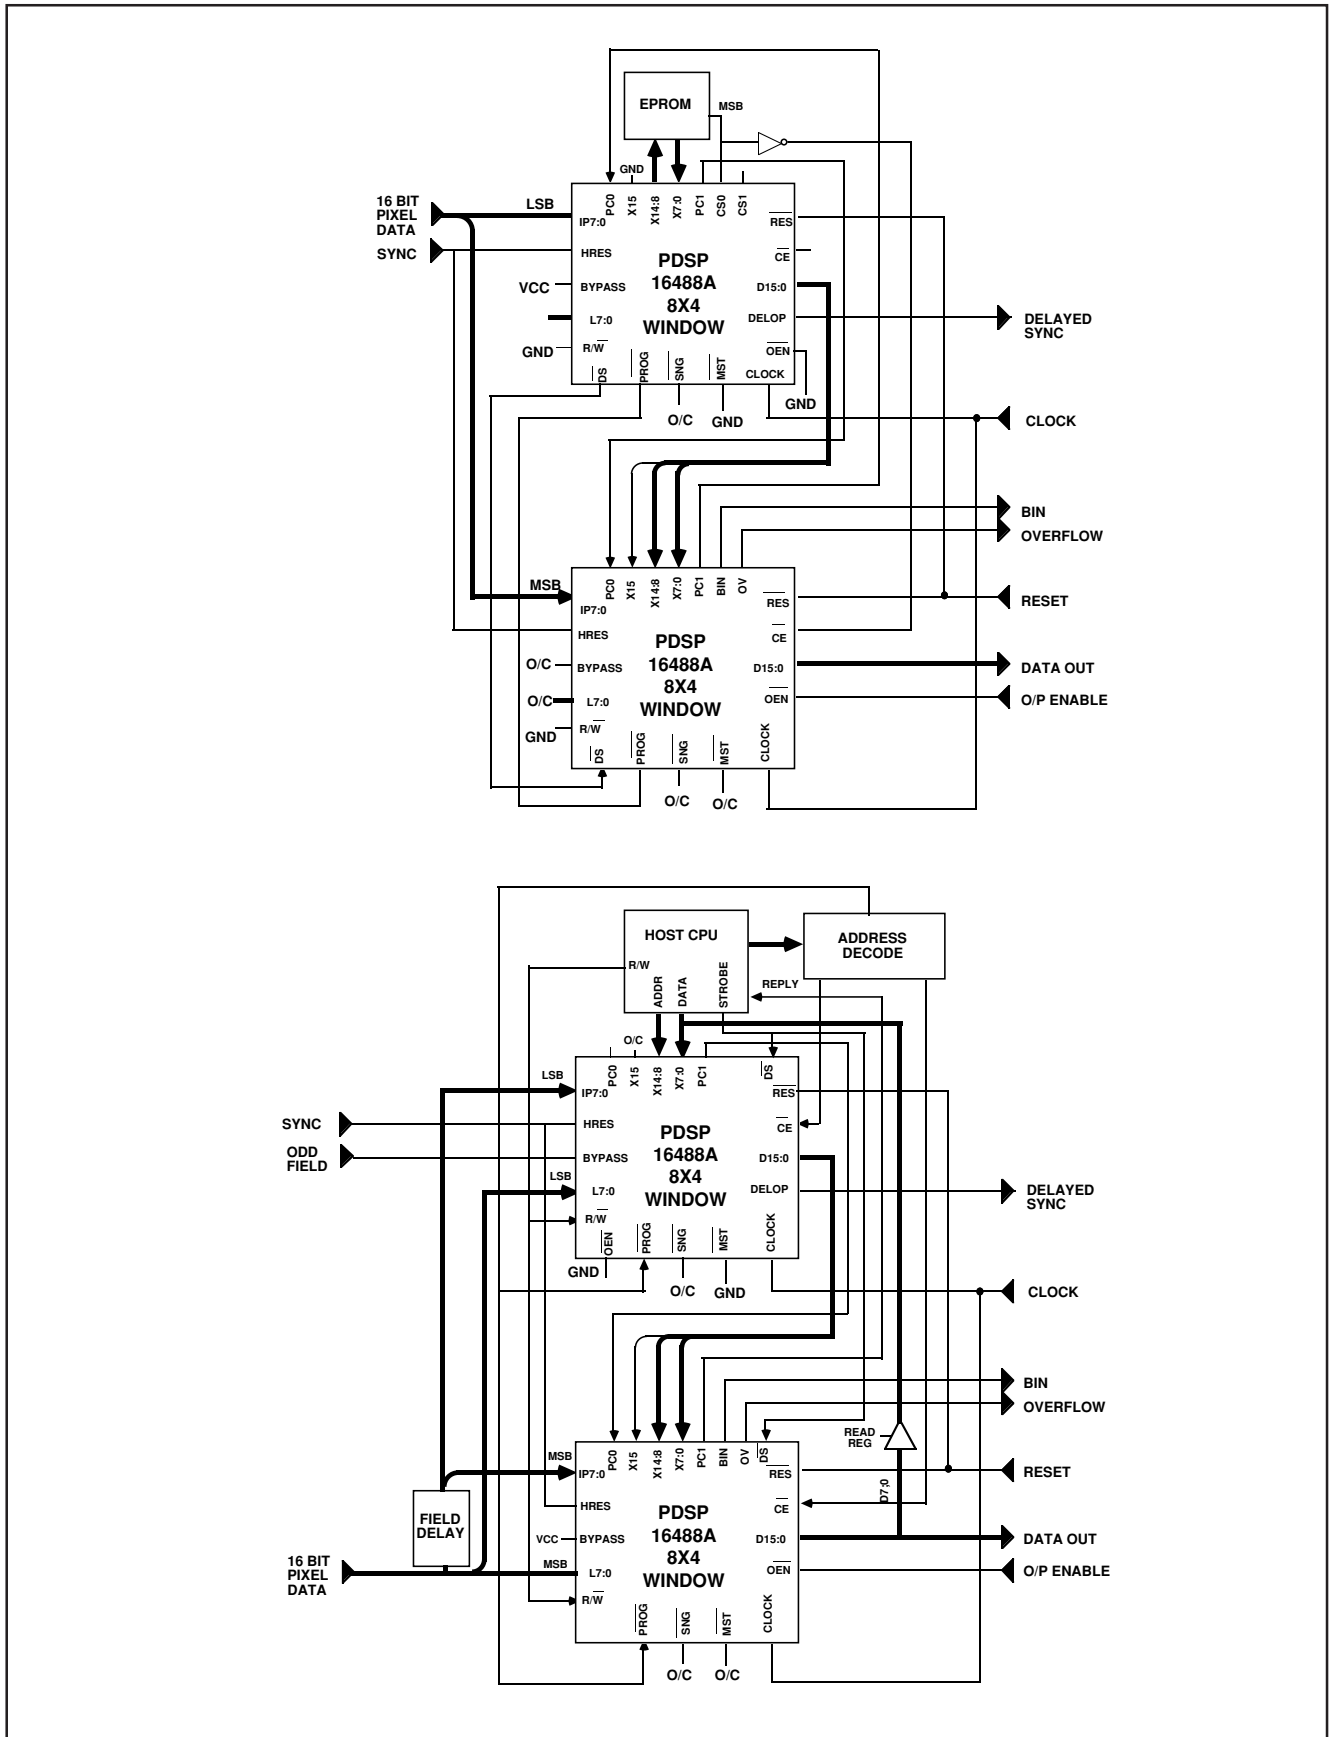 EPROM
MSB
GND
PC0
X15
X14:8
X7:0
PC1
CS0
CS1
16 BIT
PIXEL
DATA
LSB
IP7:0
RES
SYNC
HRES
CE
PDSP
16488A
8X4
WINDOW
VCC
BYPASS
D15:0
L7:0
DELOP
DELAYED
SYNC
GND
R/W
OEN
DS
PROG
SNG
MST
CLOCK
GND
O/C
GND
CLOCK
BIN
OVERFLOW
PC0
X15
X14:8
X7:0
PC1
BIN
OV
MSB
IP7:0
RES
RESET
HRES
CE
PDSP
16488A
8X4
WINDOW
O/C
BYPASS
D15:0
DATA OUT
O/C
L7:0
OEN
O/P ENABLE
GND
R/W
DS
PROG
SNG
MST
CLOCK
O/C
O/C
HOST CPU
ADDRESS
DECODE
R/W
ADDR
DATA
STROBE
REPLY
O/C
PC0
X15
X14:8
X7:0
PC1
DS
LSB
IP7:0
RES
SYNC
HRES
CE
PDSP
16488A
8X4
WINDOW
ODD
FIELD
BYPASS
D15:0
LSB
L7:0
DELOP
DELAYED
SYNC
R/W
OEN
PROG
SNG
MST
CLOCK
GND
O/C
GND
CLOCK
BIN
OVERFLOW
READ
REG
PC0
X15
X14:8
X7:0
PC1
BIN
OV
DS
MSB
IP7:0
RES
RESET
D7;0
HRES
CE
PDSP
16488A
8X4
WINDOW
FIELD
DELAY
VCC
BYPASS
D15:0
DATA OUT
16 BIT
PIXEL
DATA
MSB
L7:0
OEN
O/P ENABLE
R/W
PROG
SNG
MST
CLOCK
O/C
O/C